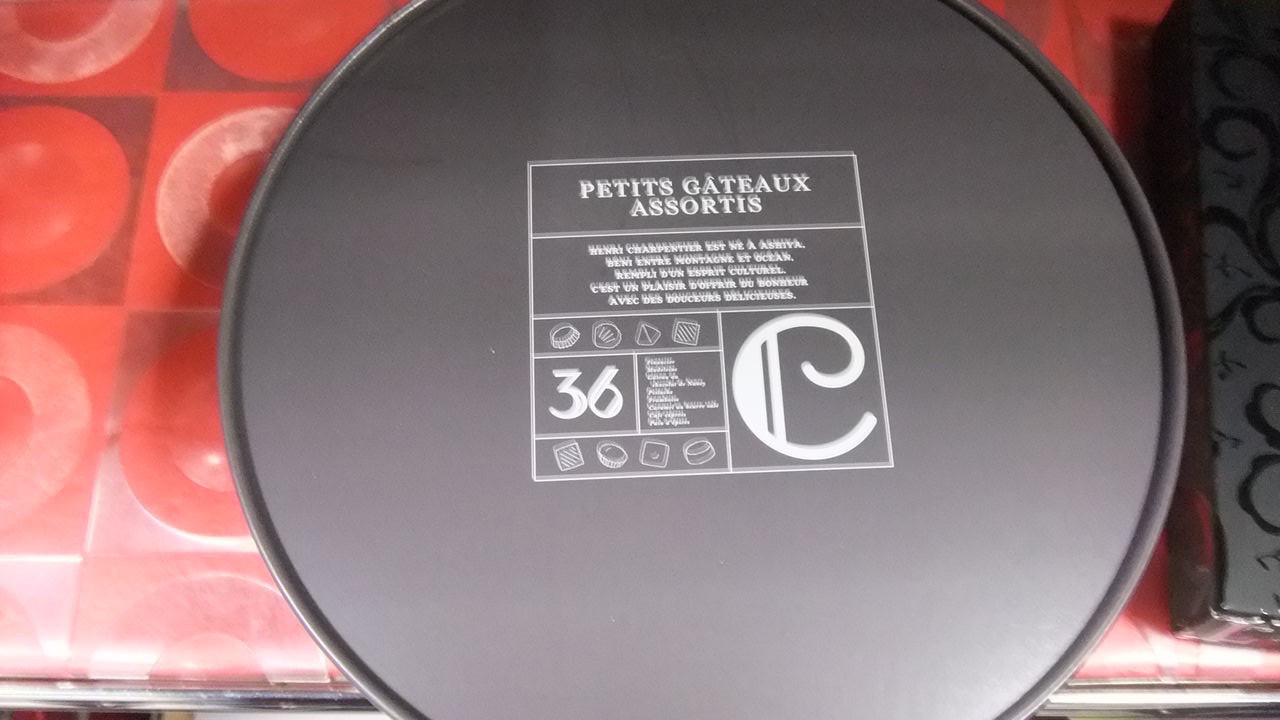 PETITS GÂTEAUX
ASSORTIS
HENRI CHARPENTIER EST NÉ À ASHIYA.
BÉNI ENTRE MONTAGNE ET OCÉAN.
REMPLI D'UN ESPRIT CULTUREL.
C'EST UN PLAISIR D'OFFRIR DU BONHEUR
AVEC DES DOUCEURS DÉLICIEUSES.
36
C